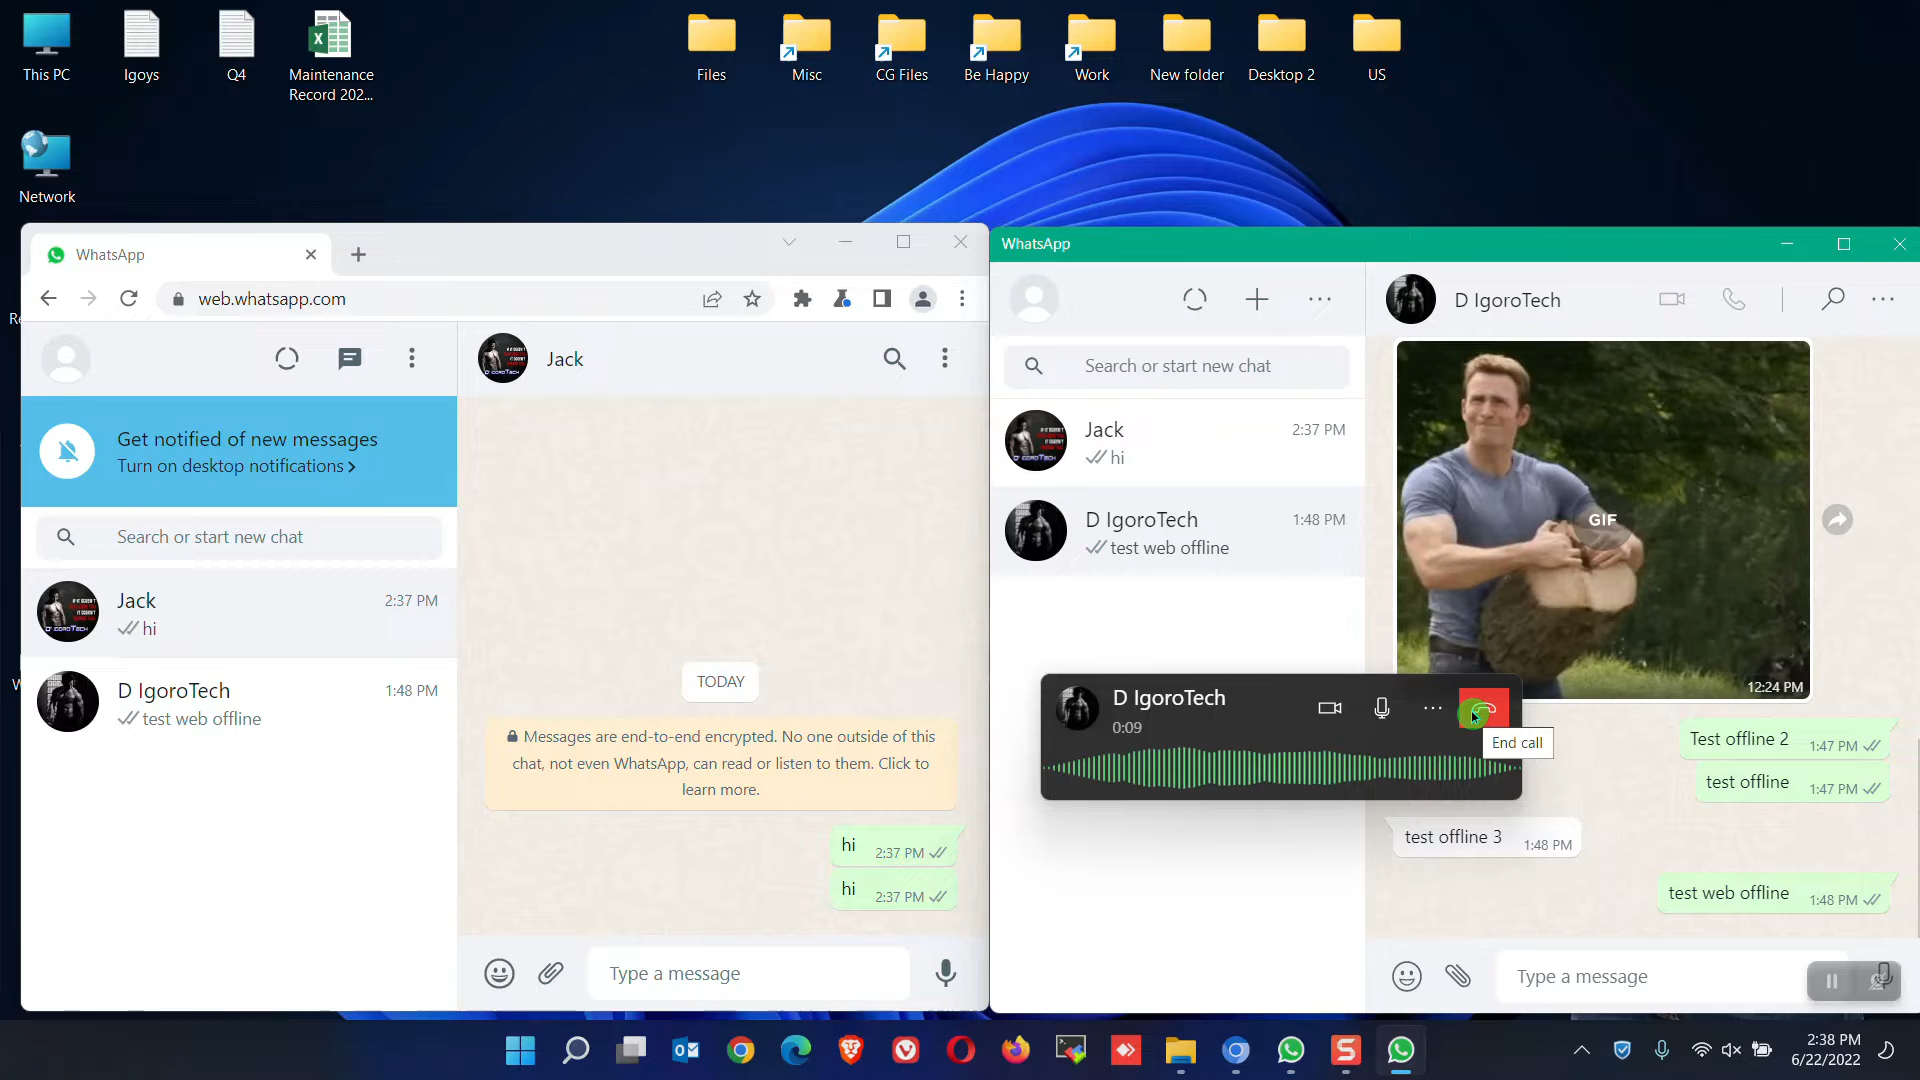 This PC
Igoys
Q4
Maintenance
Record 202...
Files
Misc
CG Files
Be Happy
Work
New folder
Desktop 2
US
Network
WhatsApp
web.whatsapp.com
Jack
Get notified of new messages
Turn on desktop notifications >
Search or start new chat
Jack
2:37 PM
hi
D IgoroTech
1:48 PM
test web offline
TODAY
Messages are end-to-end encrypted. No one outside of this
chat, not even WhatsApp, can read or listen to them. Click to
learn more.
hi
2:37 PM
hi
2:37 PM
Type a message
WhatsApp
D IgoroTech
Search or start new chat
Jack
2:37 PM
hi
D IgoroTech
1:48 PM
test web offline
GIF
12:24 PM
D IgoroTech
0:09
End call
Test offline 2
1:47 PM
test offline
1:47 PM
test offline 3
1:48 PM
test web offline
1:48 PM
Type a message
2:38 PM
6/22/2022